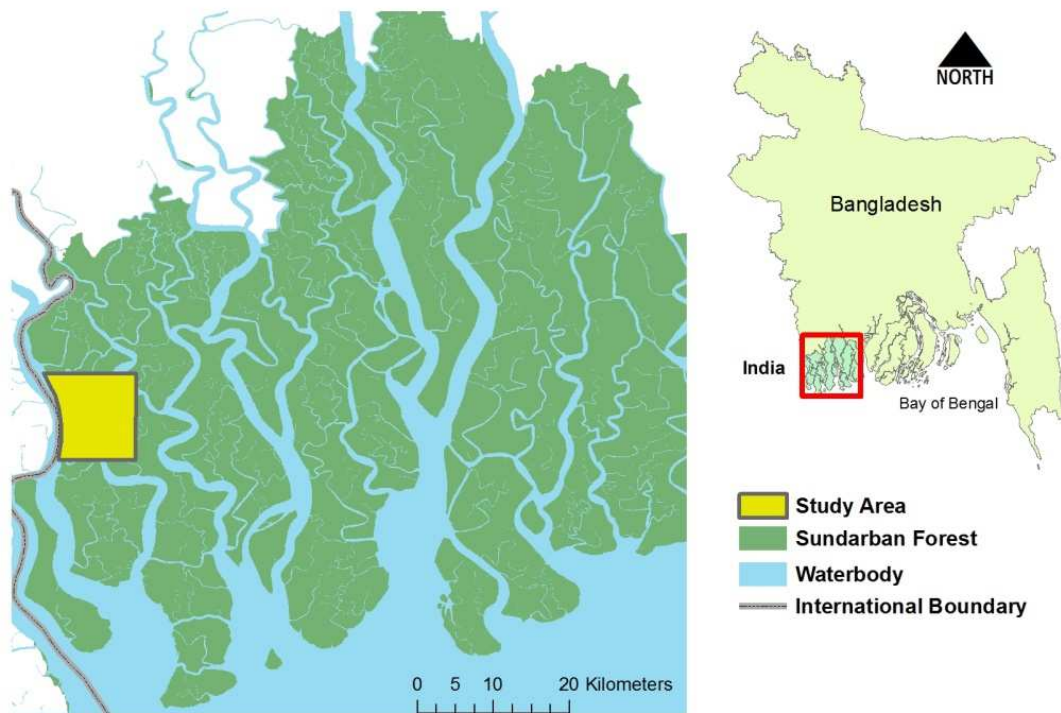 NORTH
Bangladesh
India
Bay of Bengal
Study Area
Sundarban Forest
Waterbody
International Boundary
0 5 10 20 Kilometers